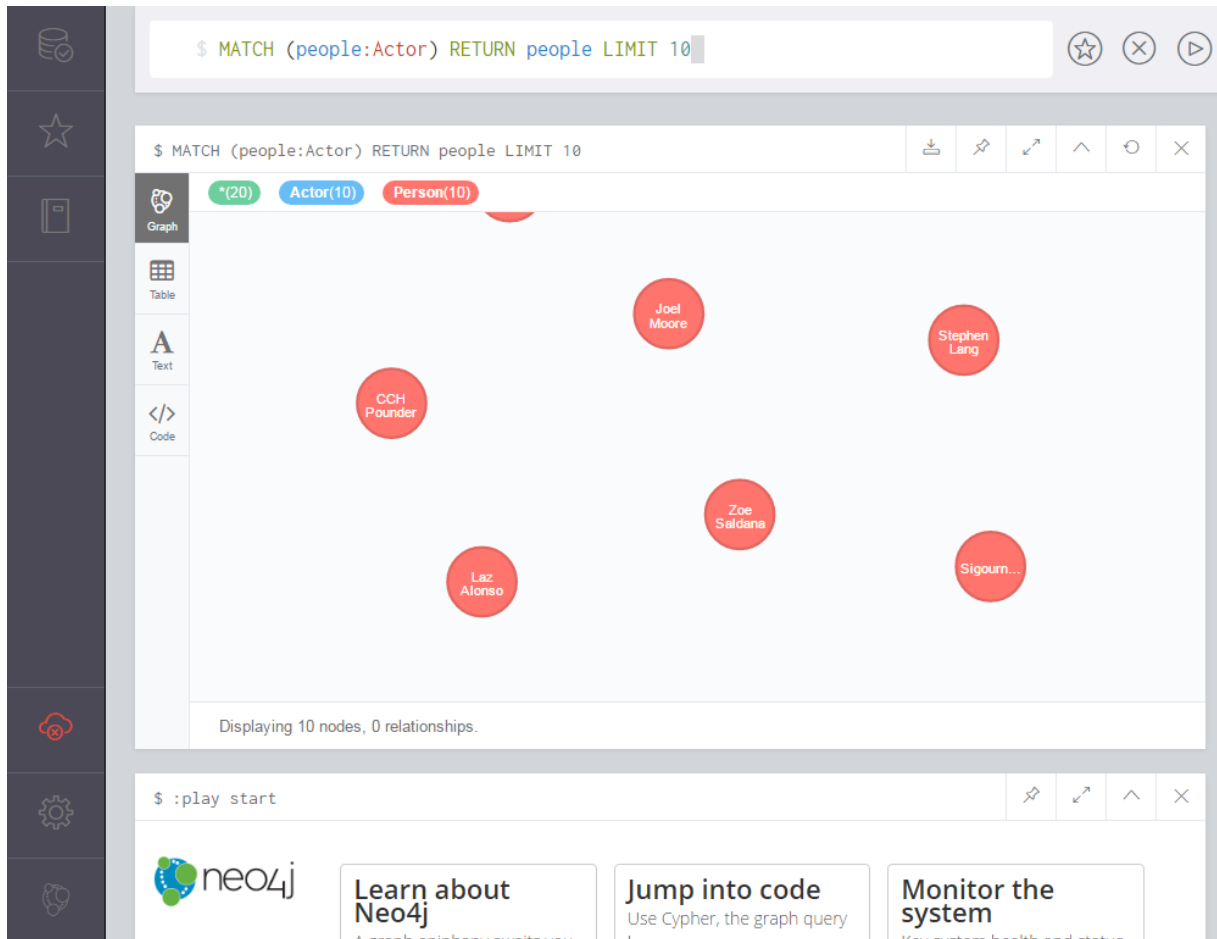 $ MATCH (people:Actor) RETURN people LIMIT 10
$ MATCH (people:Actor) RETURN people LIMIT 10
*(20) Actor(10) Person(10)
Graph
Table
Text
Code
Joel
Moore
Stephen
Lang
CCH
Pounder
Zoe
Saldana
Sigourn...
Laz
Alonso
Displaying 10 nodes, 0 relationships.
$ :play start
neo4j
Learn about
Neo4j
Jump into code
Use Cypher, the graph query
Monitor the
system